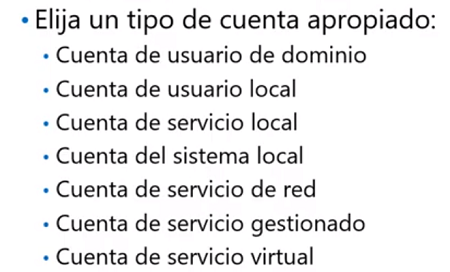 • Elija un tipo de cuenta apropiado:
• Cuenta de usuario de dominio
• Cuenta de usuario local
• Cuenta de servicio local
• Cuenta del sistema local
• Cuenta de servicio de red
• Cuenta de servicio gestionado
• Cuenta de servicio virtual